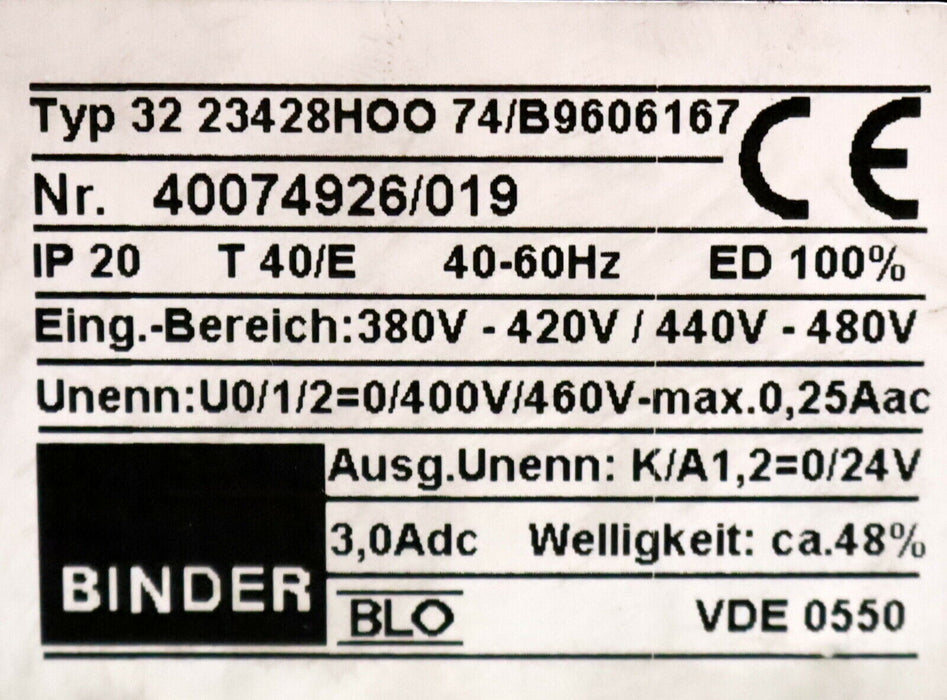 Typ 32 23428HOO 74/B9606167 CE
Nr. 40074926/019
IP 20 T 40/E 40-60Hz ED 100%
Eing.-Bereich:380V - 420V / 440V - 480V
Unenn:U0/1/2=0/400V/460V-max.0,25Aac
Ausg.Unenn: K/A1,2=0/24V
3,0Adc Welligkeit: ca.48%
BINDER
BLO VDE 0550